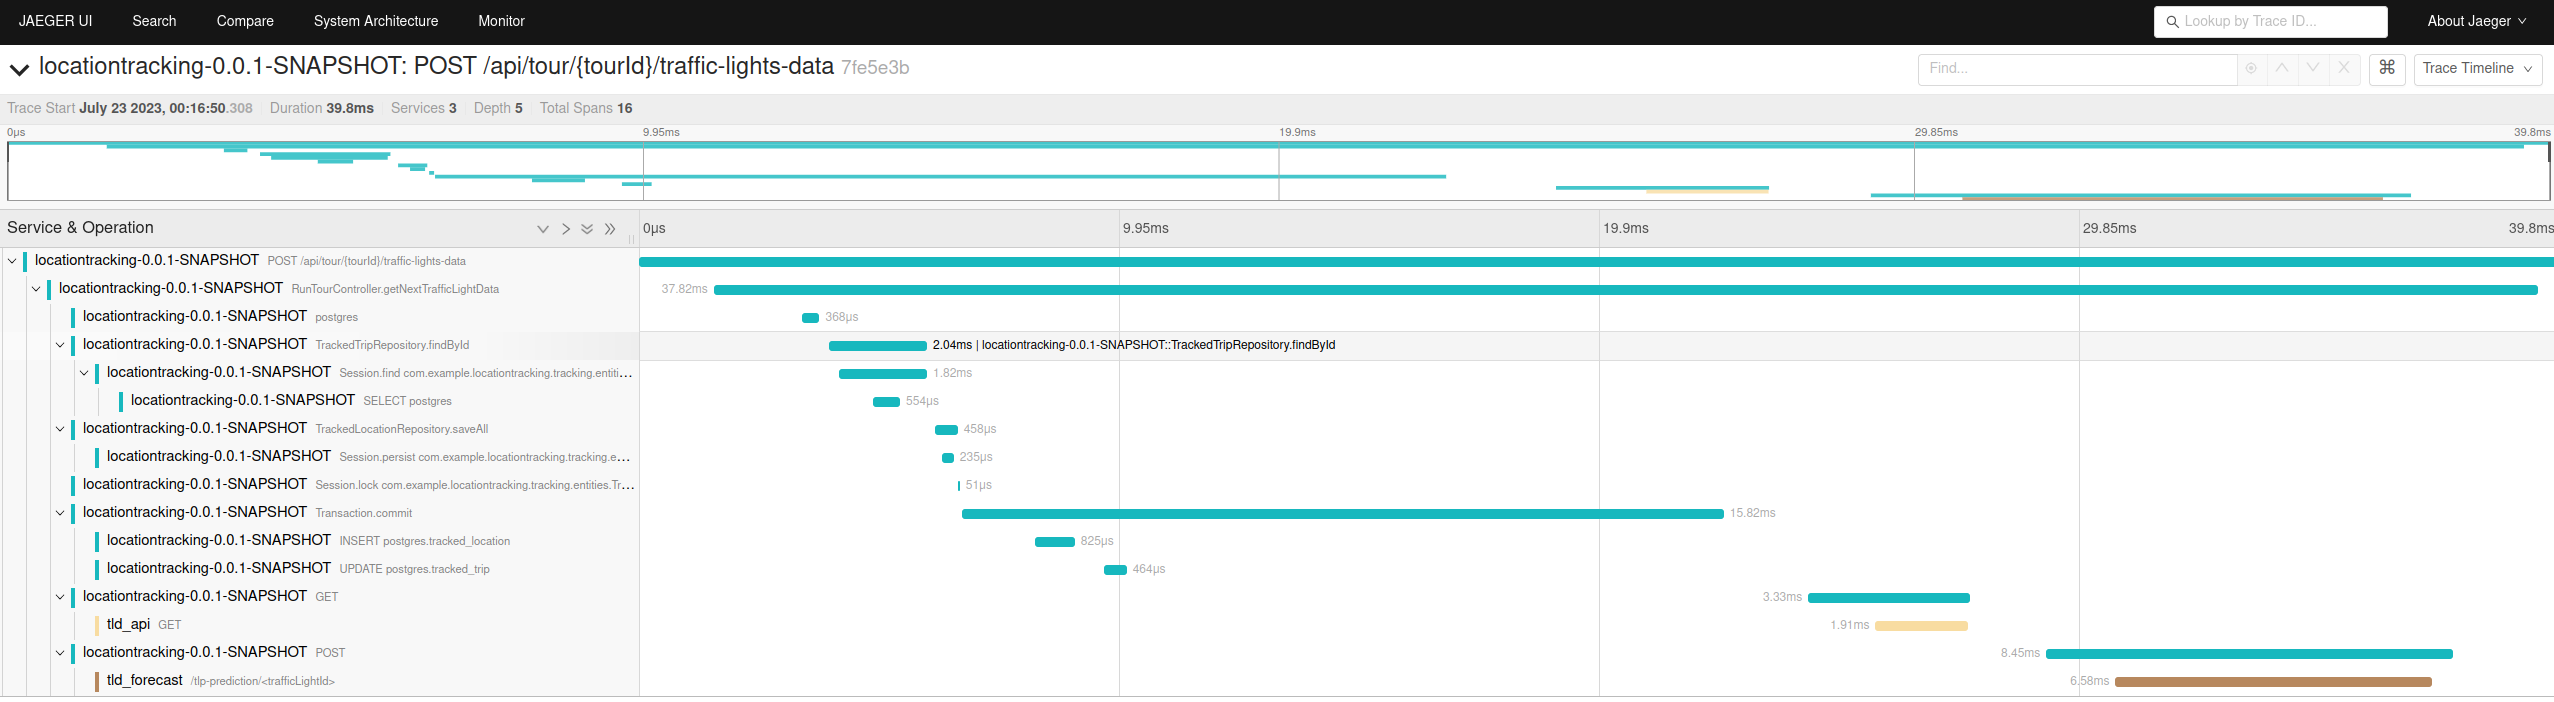 JAEGER UI Search Compare System Architecture Monitor Lookup by Trace ID... About Jaeger
locationtracking-0.0.1-SNAPSHOT: POST /api/tour/{tourId}/traffic-lights-data 7fe5e3b Find... ⌘ Trace Timeline
Trace Start July 23 2023, 00:16:50.308 Duration 39.8ms Services 3 Depth 5 Total Spans 16
0μs 9.95ms 19.9ms 29.85ms 39.8ms
Service & Operation 0μs 9.95ms 19.9ms 29.85ms 39.8ms
locationtracking-0.0.1-SNAPSHOT POST /api/tour/{tourId}/traffic-lights-data
locationtracking-0.0.1-SNAPSHOT RunTourController.getNextTrafficLightData 37.82ms
locationtracking-0.0.1-SNAPSHOT postgres 368μs
locationtracking-0.0.1-SNAPSHOT TrackedTripRepository.findById 2.04ms | locationtracking-0.0.1-SNAPSHOT::TrackedTripRepository.findById
locationtracking-0.0.1-SNAPSHOT Session.find com.example.locationtracking.tracking.entiti... 1.82ms
locationtracking-0.0.1-SNAPSHOT SELECT postgres 554μs
locationtracking-0.0.1-SNAPSHOT TrackedLocationRepository.saveAll 458μs
locationtracking-0.0.1-SNAPSHOT Session.persist com.example.locationtracking.tracking.e... 235μs
locationtracking-0.0.1-SNAPSHOT Session.lock com.example.locationtracking.tracking.entities.Tr... 51μs
locationtracking-0.0.1-SNAPSHOT Transaction.commit 15.82ms
locationtracking-0.0.1-SNAPSHOT INSERT postgres.tracked_location 825μs
locationtracking-0.0.1-SNAPSHOT UPDATE postgres.tracked_trip 464μs
locationtracking-0.0.1-SNAPSHOT GET 3.33ms
tld_api GET 1.91ms
locationtracking-0.0.1-SNAPSHOT POST 8.45ms
tld_forecast /tlp-prediction/<trafficLightId> 6.58ms